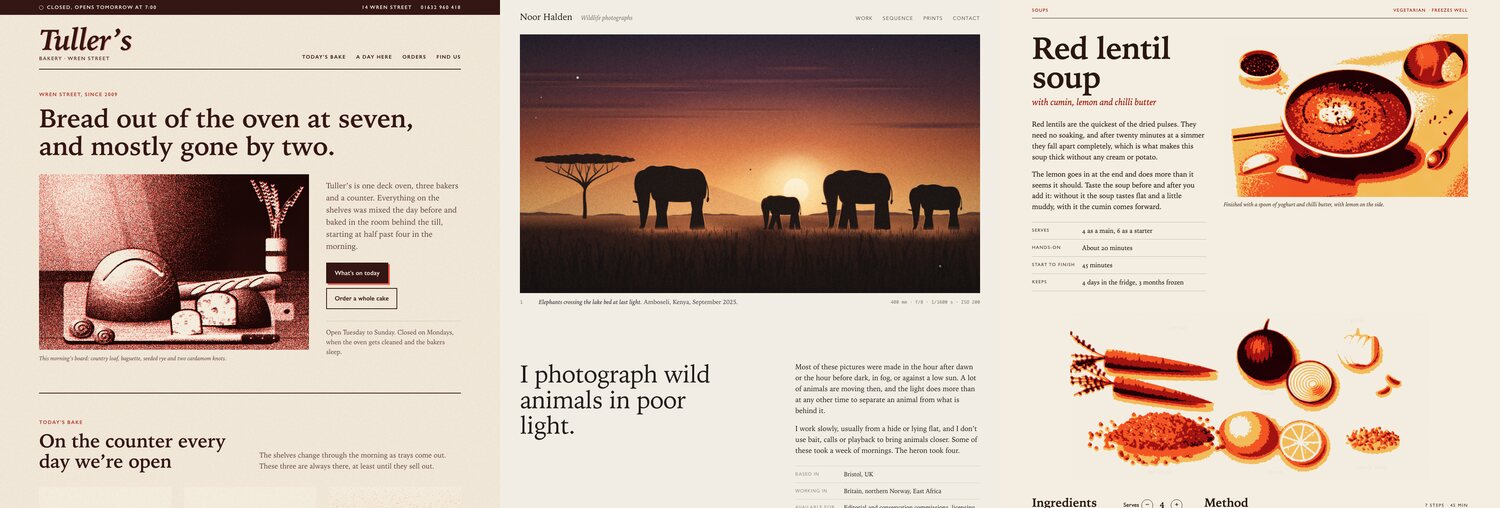 CLOSED, OPENS TOMORROW AT 7:00
14 WREN STREET 01632 960 418
Tuller's
BAKERY · WREN STREET
TODAY'S BAKE A DAY HERE ORDERS FIND US
WREN STREET, SINCE 2009
Bread out of the oven at seven,
and mostly gone by two.
Tuller's is one deck oven, three bakers
and a counter. Everything on the
shelves was mixed the day before and
baked in the room behind the till,
starting at half past four in the
morning.
What's on today
Order a whole cake
Open Tuesday to Sunday. Closed on Mondays,
when the oven gets cleaned and the bakers
sleep.
This morning's board: country loaf, baguette, seeded rye and two cardamom knots.
TODAY'S BAKE
On the counter every
day we're open
The shelves change through the morning as trays come out.
These three are always there, at least until they sell out.
Noor Halden Wildlife photographs
WORK SEQUENCE PRINTS CONTACT
1 Elephants crossing the lake bed at last light. Amboseli, Kenya, September 2025.
400 mm · f/8 · 1/1600 s · ISO 200
I photograph wild
animals in poor
light.
Most of these pictures were made in the hour after dawn
or the hour before dark, in fog, or against a low sun. A lot
of animals are moving then, and the light does more than
at any other time to separate an animal from what is
behind it.
I work slowly, usually from a hide or lying flat, and I don't
use bait, calls or playback to bring animals closer. Some of
these took a week of mornings. The heron took four.
BASED IN Bristol, UK
WORKING IN Britain, northern Norway, East Africa
AVAILABLE FOR Editorial and conservation commissions, licensing
SOUPS
VEGETARIAN · FREEZES WELL
Red lentil
soup
with cumin, lemon and chilli butter
Red lentils are the quickest of the dried pulses. They
need no soaking, and after twenty minutes at a simmer
they fall apart completely, which is what makes this
soup thick without any cream or potato.
The lemon goes in at the end and does more than it
seems it should. Taste the soup before and after you
add it: without it the soup tastes flat and a little
muddy, with it the cumin comes forward.
SERVES 4 as a main, 6 as a starter
HANDS-ON About 20 minutes
START TO FINISH 45 minutes
KEEPS 4 days in the fridge, 3 months frozen
Finished with a spoon of yoghurt and chilli butter, with lemon on the side.
Ingredients
Serves − 4 +
Method
7 STEPS · 45 MIN